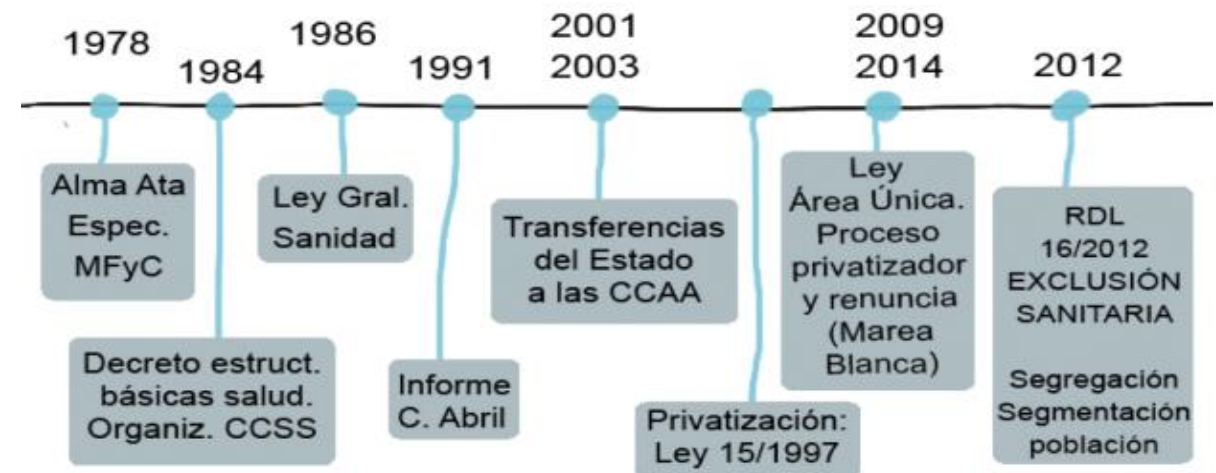 1978
Alma Ata
Espec.
MFyC
1984
Decreto estruct.
básicas salud.
Organiz. CCSS
1986
Ley Gral.
Sanidad
1991
Informe
C. Abril
2001
2003
Transferencias
del Estado
a las CCAA
Privatización:
Ley 15/1997
2009
2014
Ley
Área Única.
Proceso
privatizador
y renuncia
(Marea
Blanca)
2012
RDL
16/2012
EXCLUSIÓN
SANITARIA
Segregación
Segmentación
población